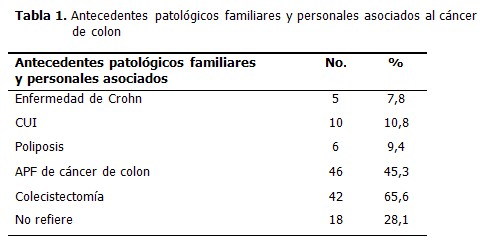 Tabla 1. Antecedentes patológicos familiares y personales asociados al cáncer
de colon
Antecedentes patológicos familiares
y personales asociados No. %
Enfermedad de Crohn 5 7,8
CUI 10 10,8
Poliposis 6 9,4
APF de cáncer de colon 46 45,3
Colecistectomía 42 65,6
No refiere 18 28,1